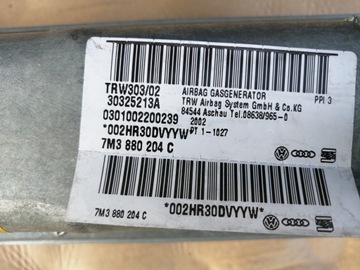 TRW303/02 AIRBAG GASGENERATOR PPI 3
30325213A TRW Airbag System GmbH & Co.KG
84544 Aschau Tel.08638/965-0
0301002200239 2002
*002HR30DVYYW* PT 1-1027
7M3 880 204 C
*002HR30DVYYW*
7M3 880 204 C